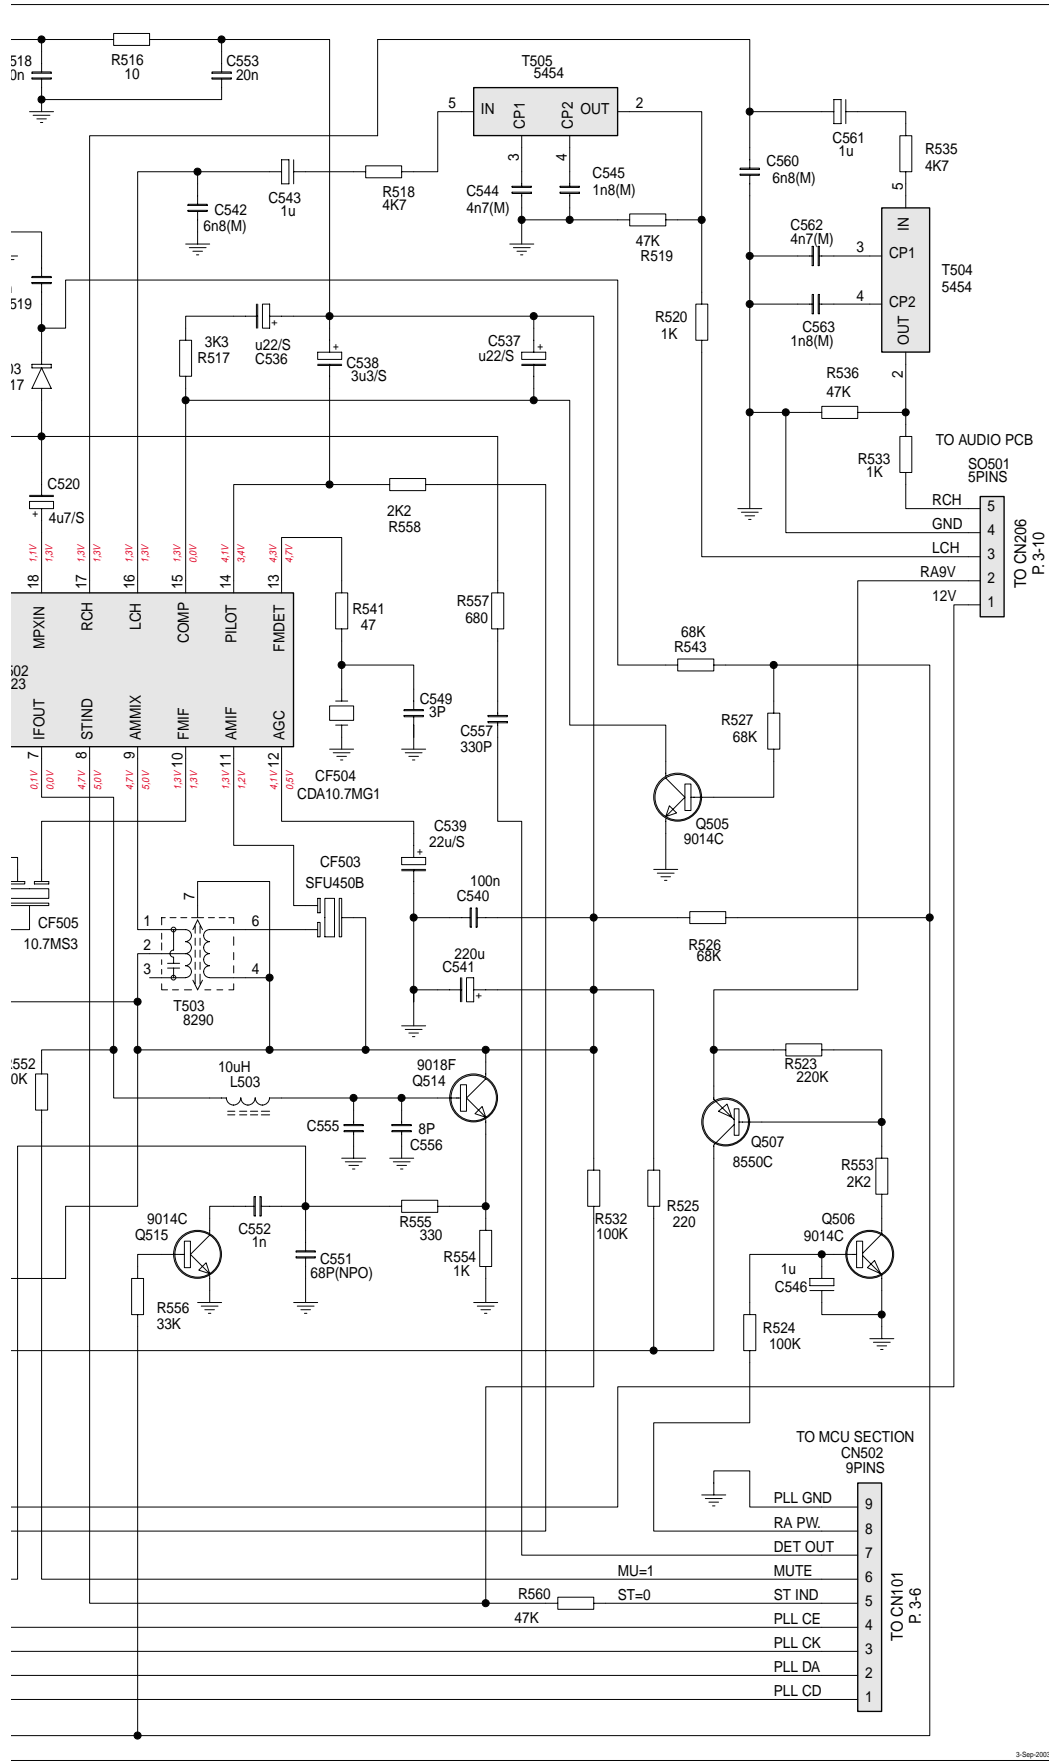 518
0n
R516
10
C553
20n
T505
5454
5
IN
CP1
CP2
OUT
2
3
4
C561
1u
R535
4K7
C560
6n8(M)
C542
6n8(M)
C543
1u
R518
4K7
C544
4n7(M)
C545
1n8(M)
47K
R519
5
IN
C562
4n7(M)
3
CP1
T504
5454
4
CP2
C563
1n8(M)
OUT
2
519
R520
1K
3K3
R517
u22/S
C536
+
C538
3u3/S
+
C537
u22/S
+
03
17
R536
47K
R533
1K
TO AUDIO PCB
SO501
5PINS
RCH
5
GND
4
LCH
3
RA9V
2
12V
1
TO CN206
P. 3-10
C520
4u7/S
+
2K2
R558
1,1V
1,3V
1,3V
1,3V
1,3V
1,3V
1,3V
0,0V
4,1V
3,4V
4,3V
4,7V
18
17
16
15
14
13
MPXIN
RCH
LCH
COMP
PILOT
FMDET
502
23
IFOUT
STIND
AMMIX
FMIF
AMIF
AGC
7
8
9
10
11
12
0,1V
0,0V
4,7V
5,0V
4,7V
5,0V
1,3V
1,3V
1,3V
1,2V
4,1V
0,5V
R541
47
R557
680
68K
R543
C549
3P
C557
330P
R527
68K
CF504
CDA10.7MG1
Q505
9014C
C539
22u/S
+
CF503
SFU450B
100n
C540
CF505
10.7MS3
7
1
2
3
6
4
T503
8290
R526
68K
220u
C541
+
552
0K
10uH
L503
9018F
Q514
R523
220K
C555
8P
C556
Q507
8550C
R553
2K2
9014C
Q515
C552
1n
R555
330
R554
1K
C551
68P(NPO)
R532
100K
R525
220
Q506
9014C
1u
C546
R556
33K
R524
100K
TO MCU SECTION
CN502
9PINS
PLL GND
9
RA PW.
8
DET OUT
7
MU=1
MUTE
6
R560
47K
ST=0
ST IND
5
PLL CE
4
PLL CK
3
PLL DA
2
PLL CD
1
TO CN101
P. 3-6
3-Sep-2003